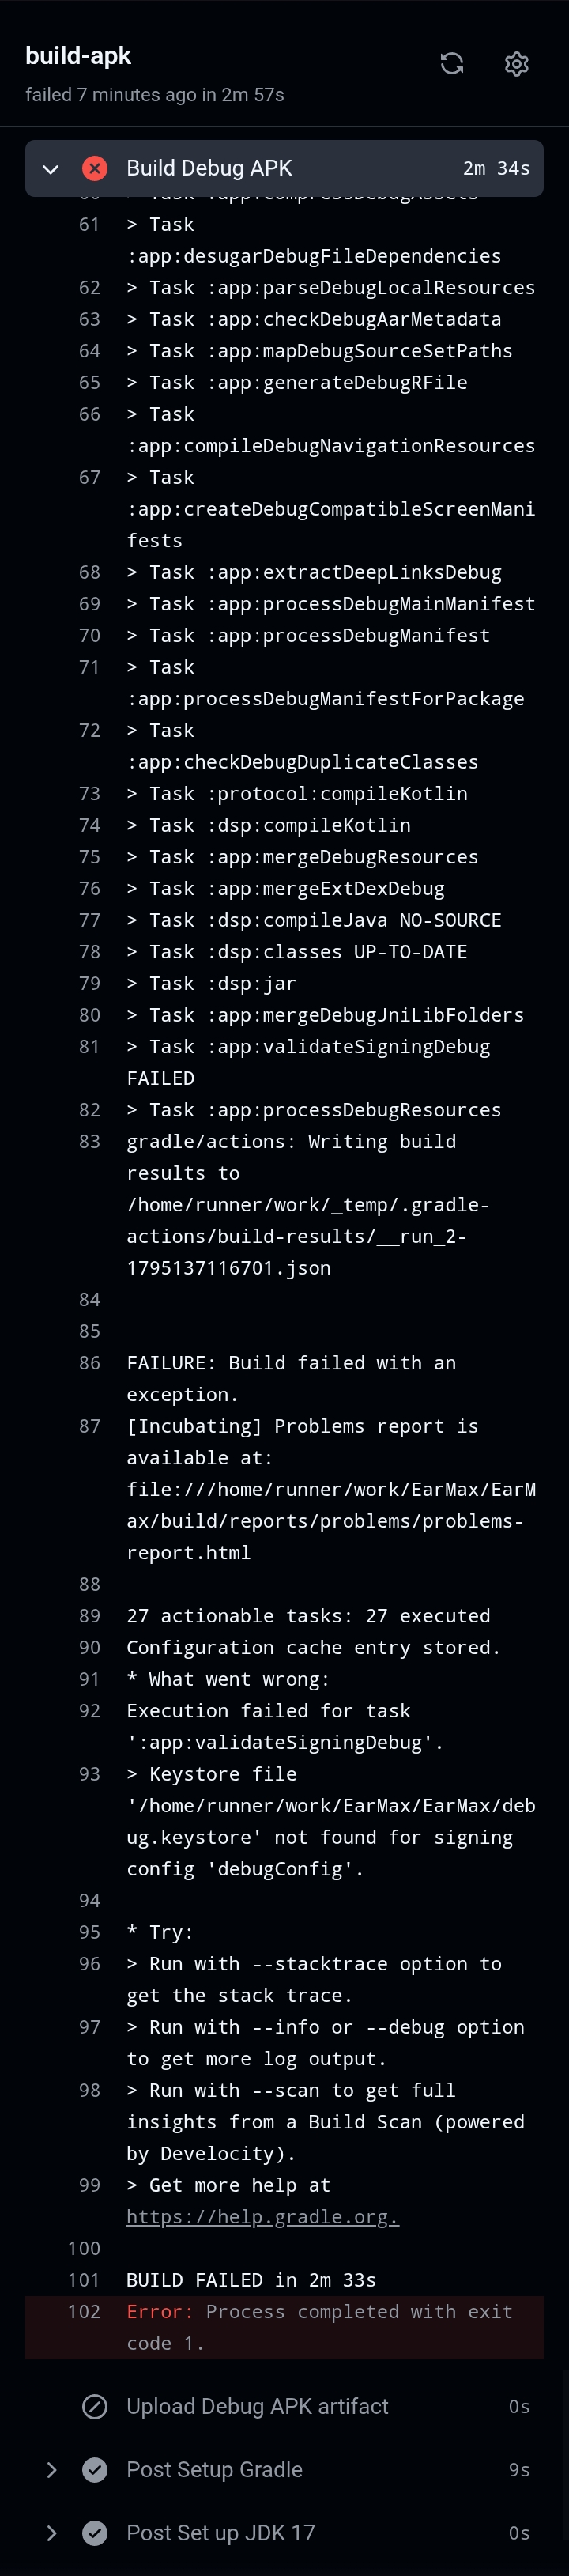 build-apk
failed 7 minutes ago in 2m 57s
Build Debug APK 2m 34s
60 > Task :app:compressDebugAssets
61 > Task
:app:desugarDebugFileDependencies
62 > Task :app:parseDebugLocalResources
63 > Task :app:checkDebugAarMetadata
64 > Task :app:mapDebugSourceSetPaths
65 > Task :app:generateDebugRFile
66 > Task
:app:compileDebugNavigationResources
67 > Task
:app:createDebugCompatibleScreenMani
fests
68 > Task :app:extractDeepLinksDebug
69 > Task :app:processDebugMainManifest
70 > Task :app:processDebugManifest
71 > Task
:app:processDebugManifestForPackage
72 > Task
:app:checkDebugDuplicateClasses
73 > Task :protocol:compileKotlin
74 > Task :dsp:compileKotlin
75 > Task :app:mergeDebugResources
76 > Task :app:mergeExtDexDebug
77 > Task :dsp:compileJava NO-SOURCE
78 > Task :dsp:classes UP-TO-DATE
79 > Task :dsp:jar
80 > Task :app:mergeDebugJniLibFolders
81 > Task :app:validateSigningDebug
FAILED
82 > Task :app:processDebugResources
83 gradle/actions: Writing build
results to
/home/runner/work/_temp/.gradle-
actions/build-results/__run_2-
1795137116701.json
84
85
86 FAILURE: Build failed with an
exception.
87 [Incubating] Problems report is
available at:
file:///home/runner/work/EarMax/EarM
ax/build/reports/problems/problems-
report.html
88
89 27 actionable tasks: 27 executed
90 Configuration cache entry stored.
91 * What went wrong:
92 Execution failed for task
':app:validateSigningDebug'.
93 > Keystore file
'/home/runner/work/EarMax/EarMax/deb
ug.keystore' not found for signing
config 'debugConfig'.
94
95 * Try:
96 > Run with --stacktrace option to
get the stack trace.
97 > Run with --info or --debug option
to get more log output.
98 > Run with --scan to get full
insights from a Build Scan (powered
by Develocity).
99 > Get more help at
https://help.gradle.org.
100
101 BUILD FAILED in 2m 33s
102 Error: Process completed with exit
code 1.
Upload Debug APK artifact 0s
Post Setup Gradle 9s
Post Set up JDK 17 0s